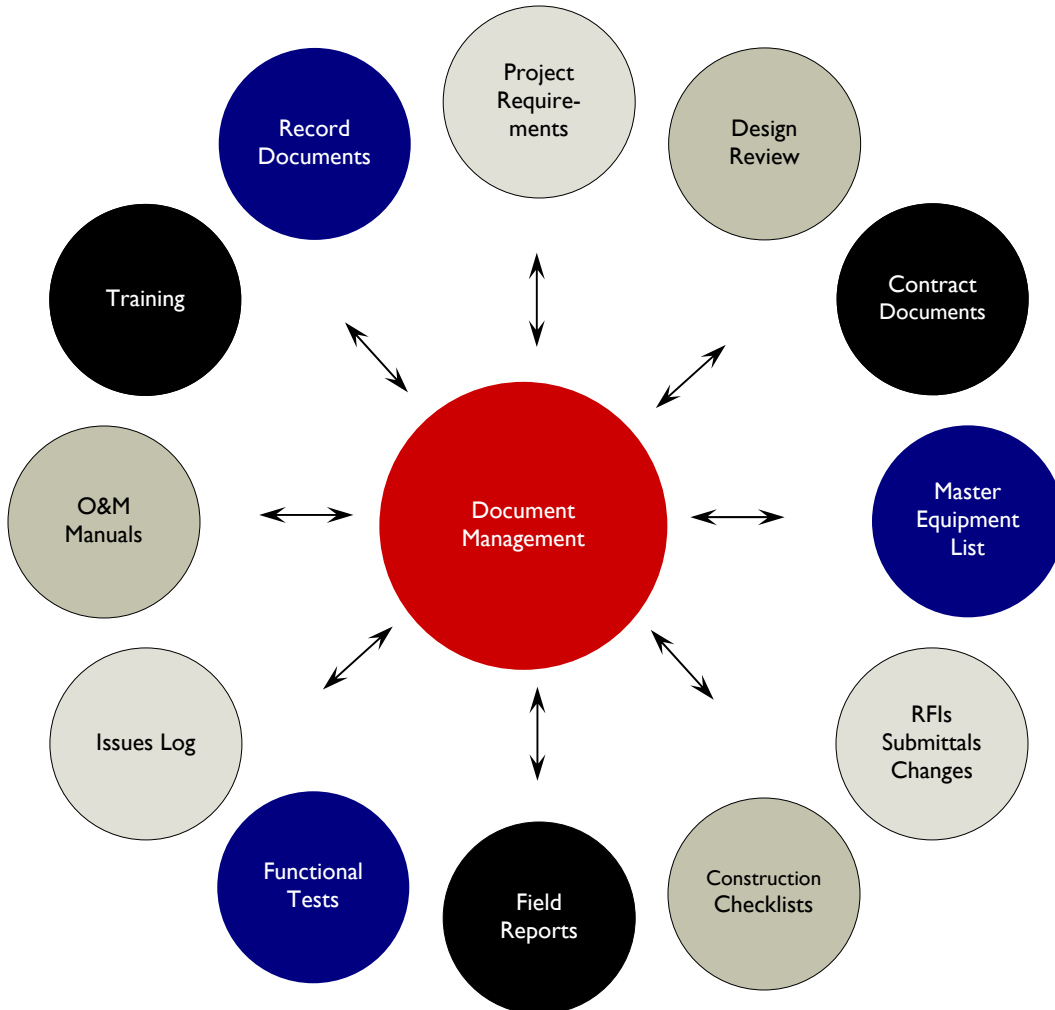 Project
Require-
ments
Design
Review
Contract
Documents
Master
Equipment
List
RFIs
Submittals
Changes
Construction
Checklists
Field
Reports
Functional
Tests
Issues Log
O&M
Manuals
Training
Record
Documents
Document
Management